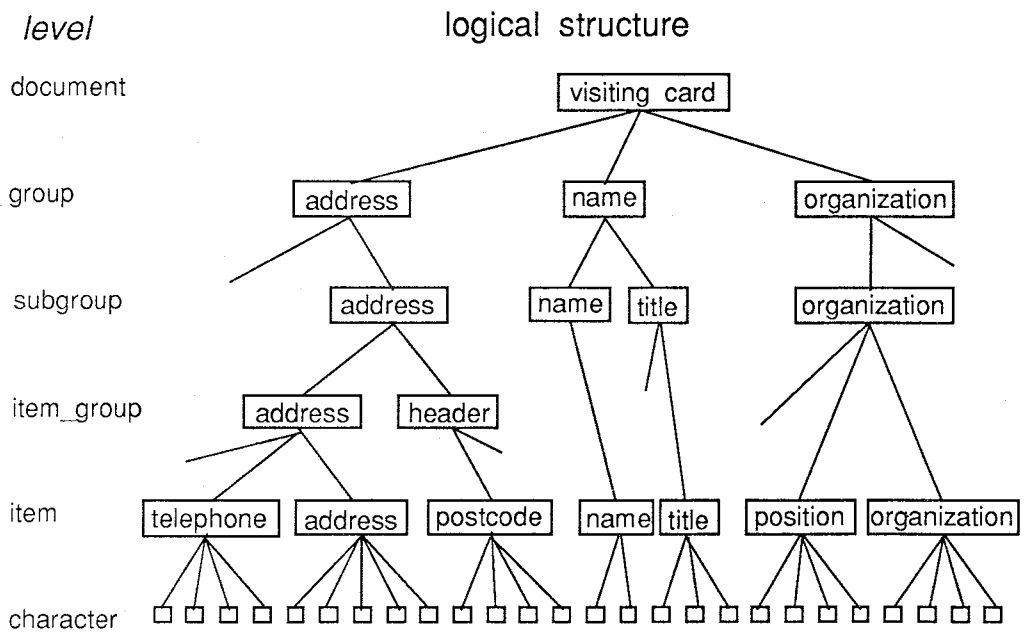 level logical structure
document visiting card
group address name organization
subgroup address name title organization
item_group address header
item telephone address postcode name title position organization
character